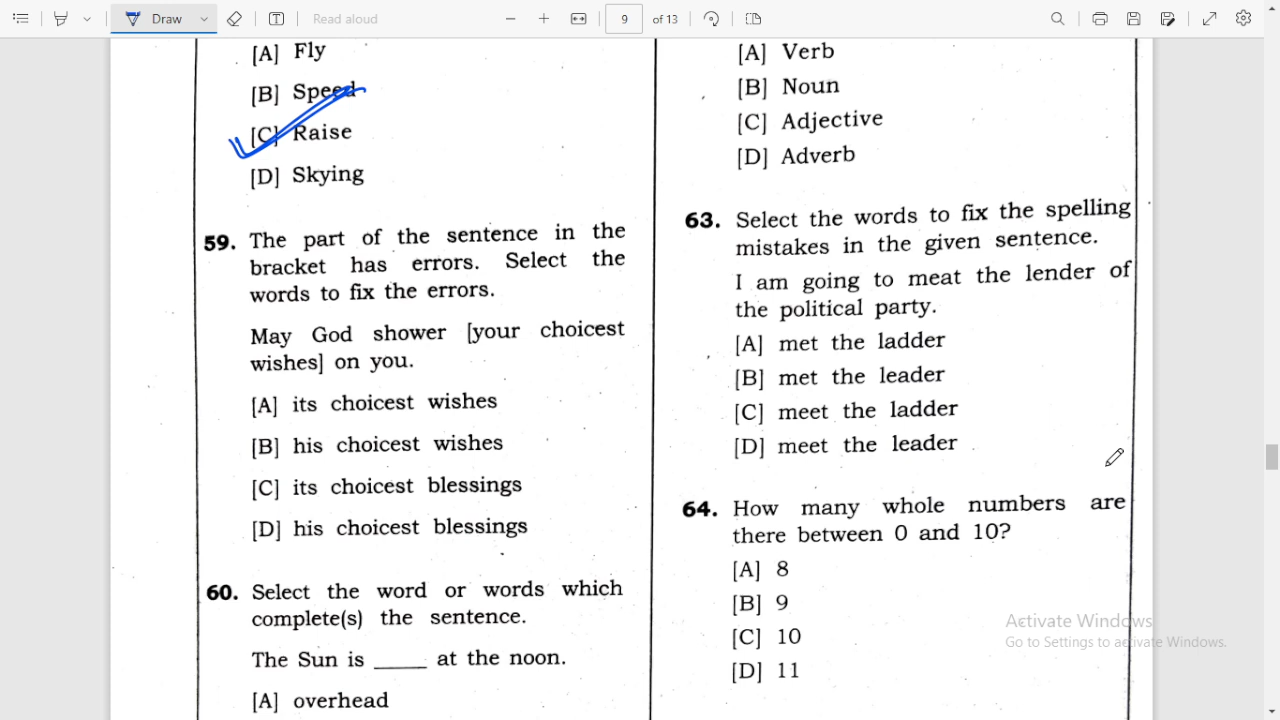 Draw
Read aloud
9
of 13
[A] Fly
[B] Speed
[C] Raise
[D] Skying
59. The part of the sentence in the
bracket has errors. Select the
words to fix the errors.
May God shower [your choicest
wishes] on you.
[A] its choicest wishes
[B] his choicest wishes
[C] its choicest blessings
[D] his choicest blessings
60. Select the word or words which
complete(s) the sentence.
The Sun is ____ at the noon.
[A] overhead
[A] Verb
[B] Noun
[C] Adjective
[D] Adverb
63. Select the words to fix the spelling
mistakes in the given sentence.
I am going to meat the lender of
the political party.
[A] met the ladder
[B] met the leader
[C] meet the ladder
[D] meet the leader
64. How many whole numbers are
there between 0 and 10?
[A] 8
[B] 9
[C] 10
[D] 11
Activate Windows
Go to Settings to activate Windows.